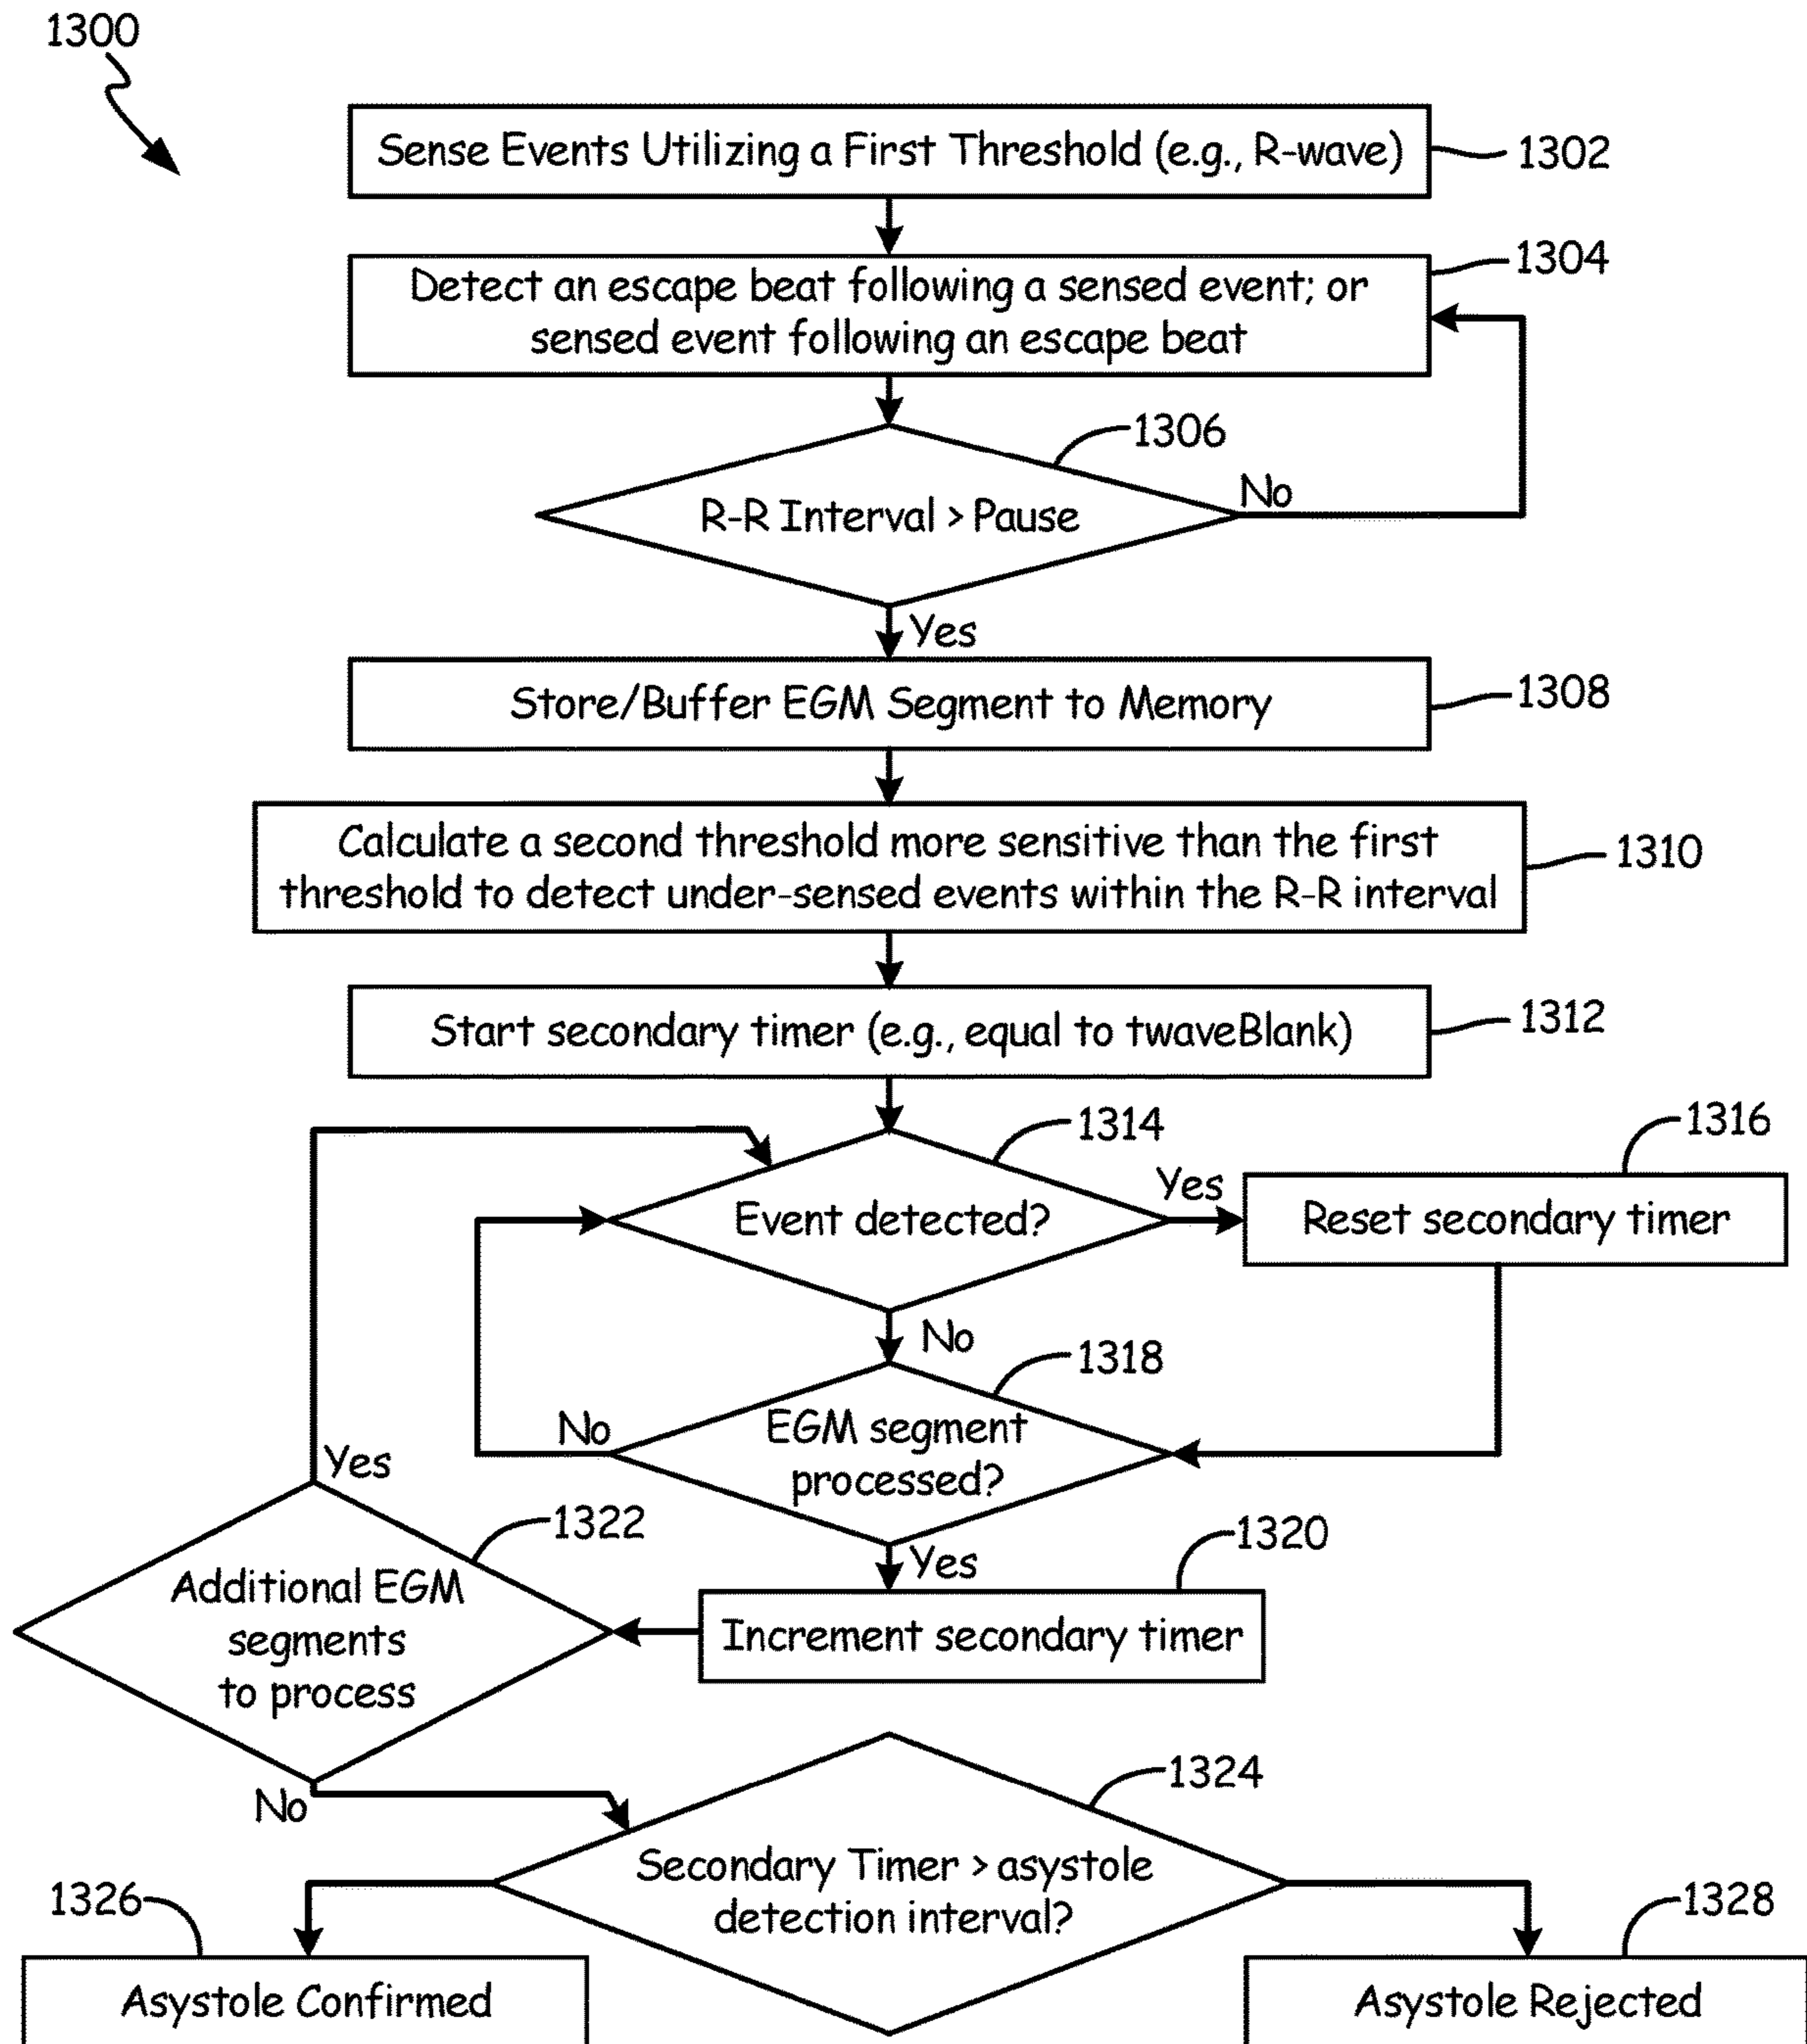 1300
Sense Events Utilizing a First Threshold (e.g., R-wave)
1302
Detect an escape beat following a sensed event; or
sensed event following an escape beat
1304
1306
R-R Interval > Pause
No
Yes
Store/Buffer EGM Segment to Memory
1308
Calculate a second threshold more sensitive than the first
threshold to detect under-sensed events within the R-R interval
1310
Start secondary timer (e.g., equal to twaveBlank)
1312
1314
1316
Event detected?
Yes
Reset secondary timer
No
1318
EGM segment
processed?
No
Yes
1320
Increment secondary timer
Yes
1322
Additional EGM
segments
to process
No
1324
Secondary Timer > asystole
detection interval?
1326
Asystole Confirmed
1328
Asystole Rejected